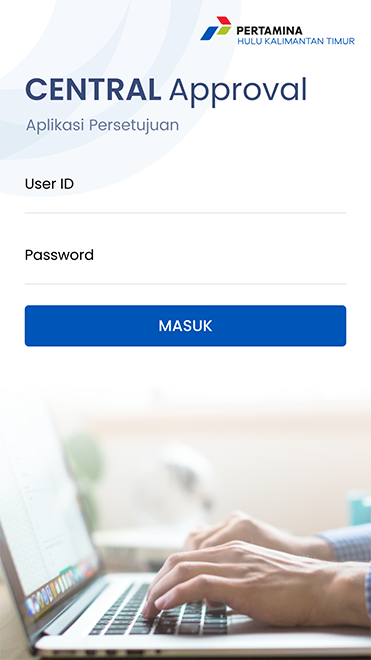 PERTAMINA
HULU KALIMANTAN TIMUR
CENTRAL Approval
Aplikasi Persetujuan
User ID
Password
MASUK